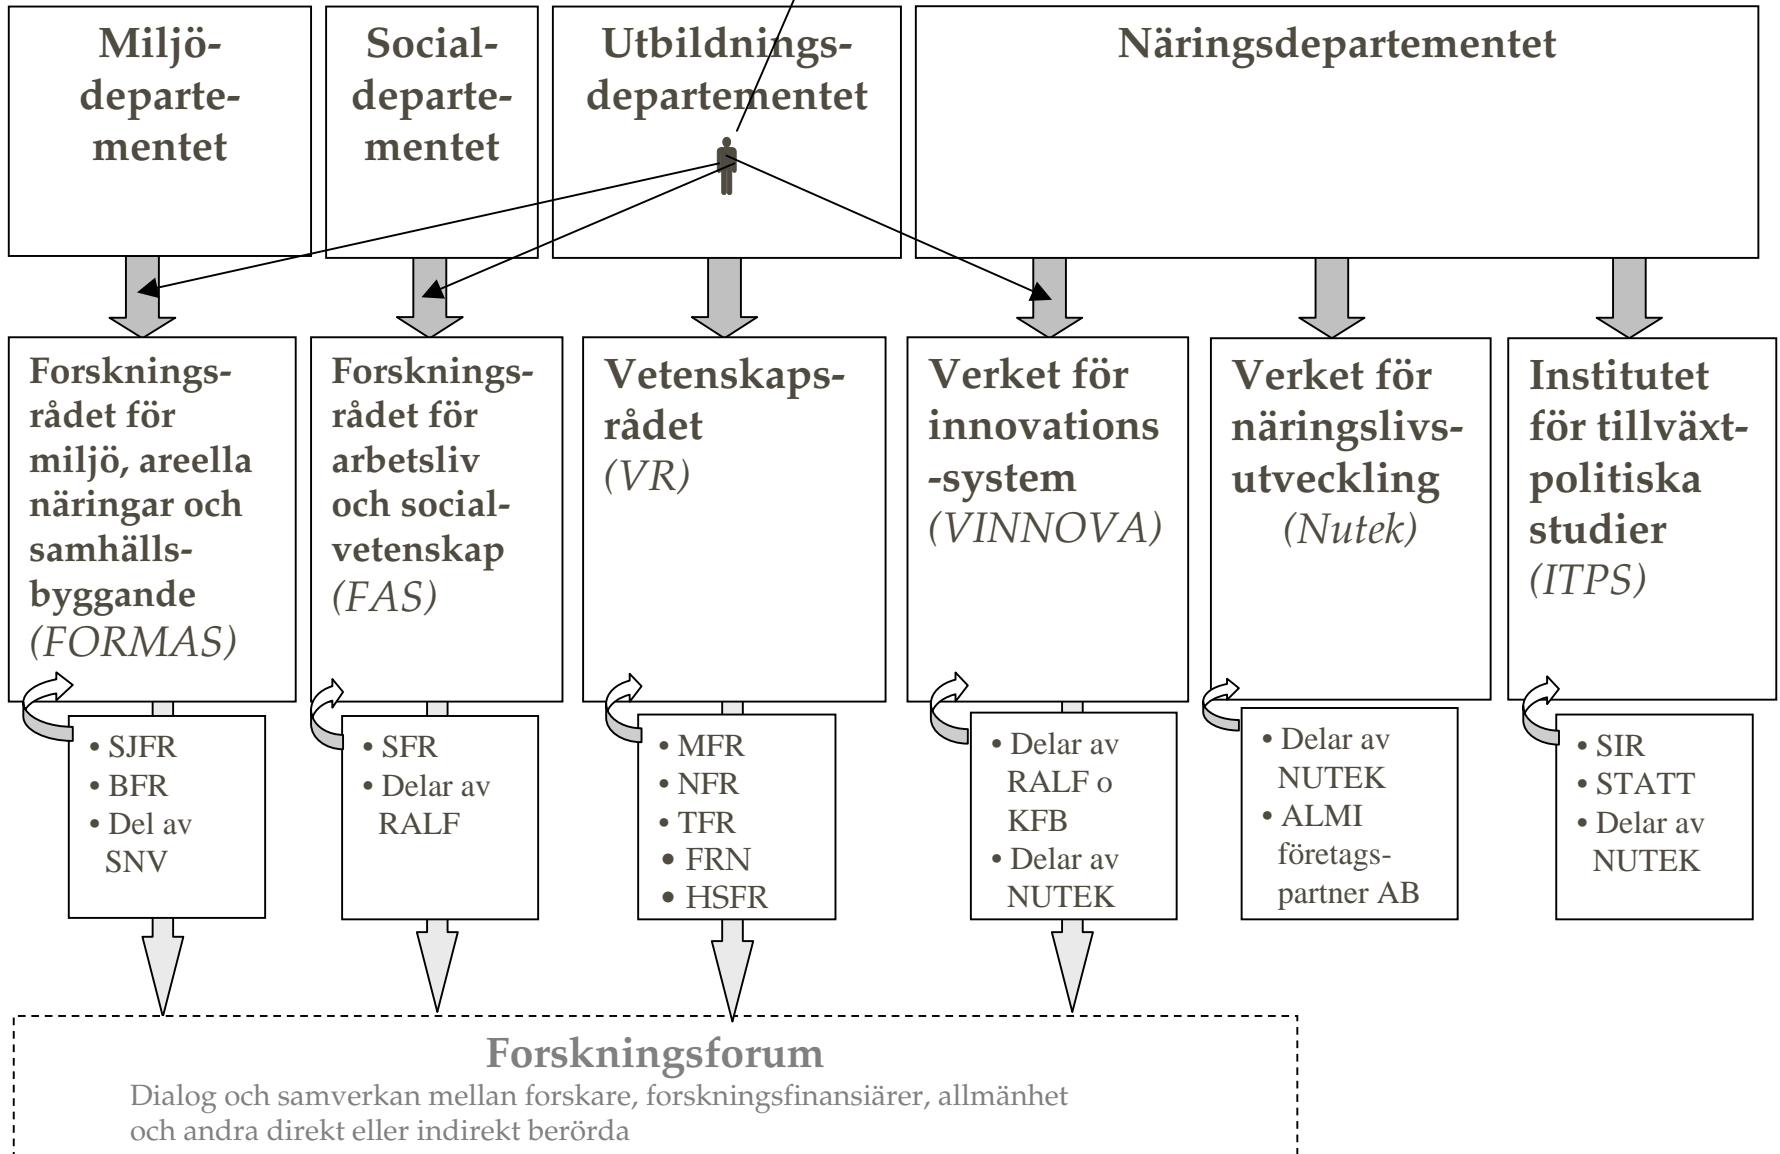 Miljö-
departe-
mentet
Social-
departe-
mentet
Utbildnings-
departementet
Näringsdepartementet
Forsknings-
rådet för
miljö, areella
näringar och
samhälls-
byggande
(FORMAS)
Forsknings-
rådet för
arbetsliv
och social-
vetenskap
(FAS)
Vetenskaps-
rådet
(VR)
Verket för
innovations
-system
(VINNOVA)
Verket för
näringslivs-
utveckling
(Nutek)
Institutet
för tillväxt-
politiska
studier
(ITPS)
• SJFR
• BFR
• Del av
SNV
• SFR
• Delar av
RALF
• MFR
• NFR
• TFR
• FRN
• HSFR
• Delar av
RALF o
KFB
• Delar av
NUTEK
• Delar av
NUTEK
• ALMI
företags-
partner AB
• SIR
• STATT
• Delar av
NUTEK
Forskningsforum
Dialog och samverkan mellan forskare, forskningsfinansiärer, allmänhet
och andra direkt eller indirekt berörda